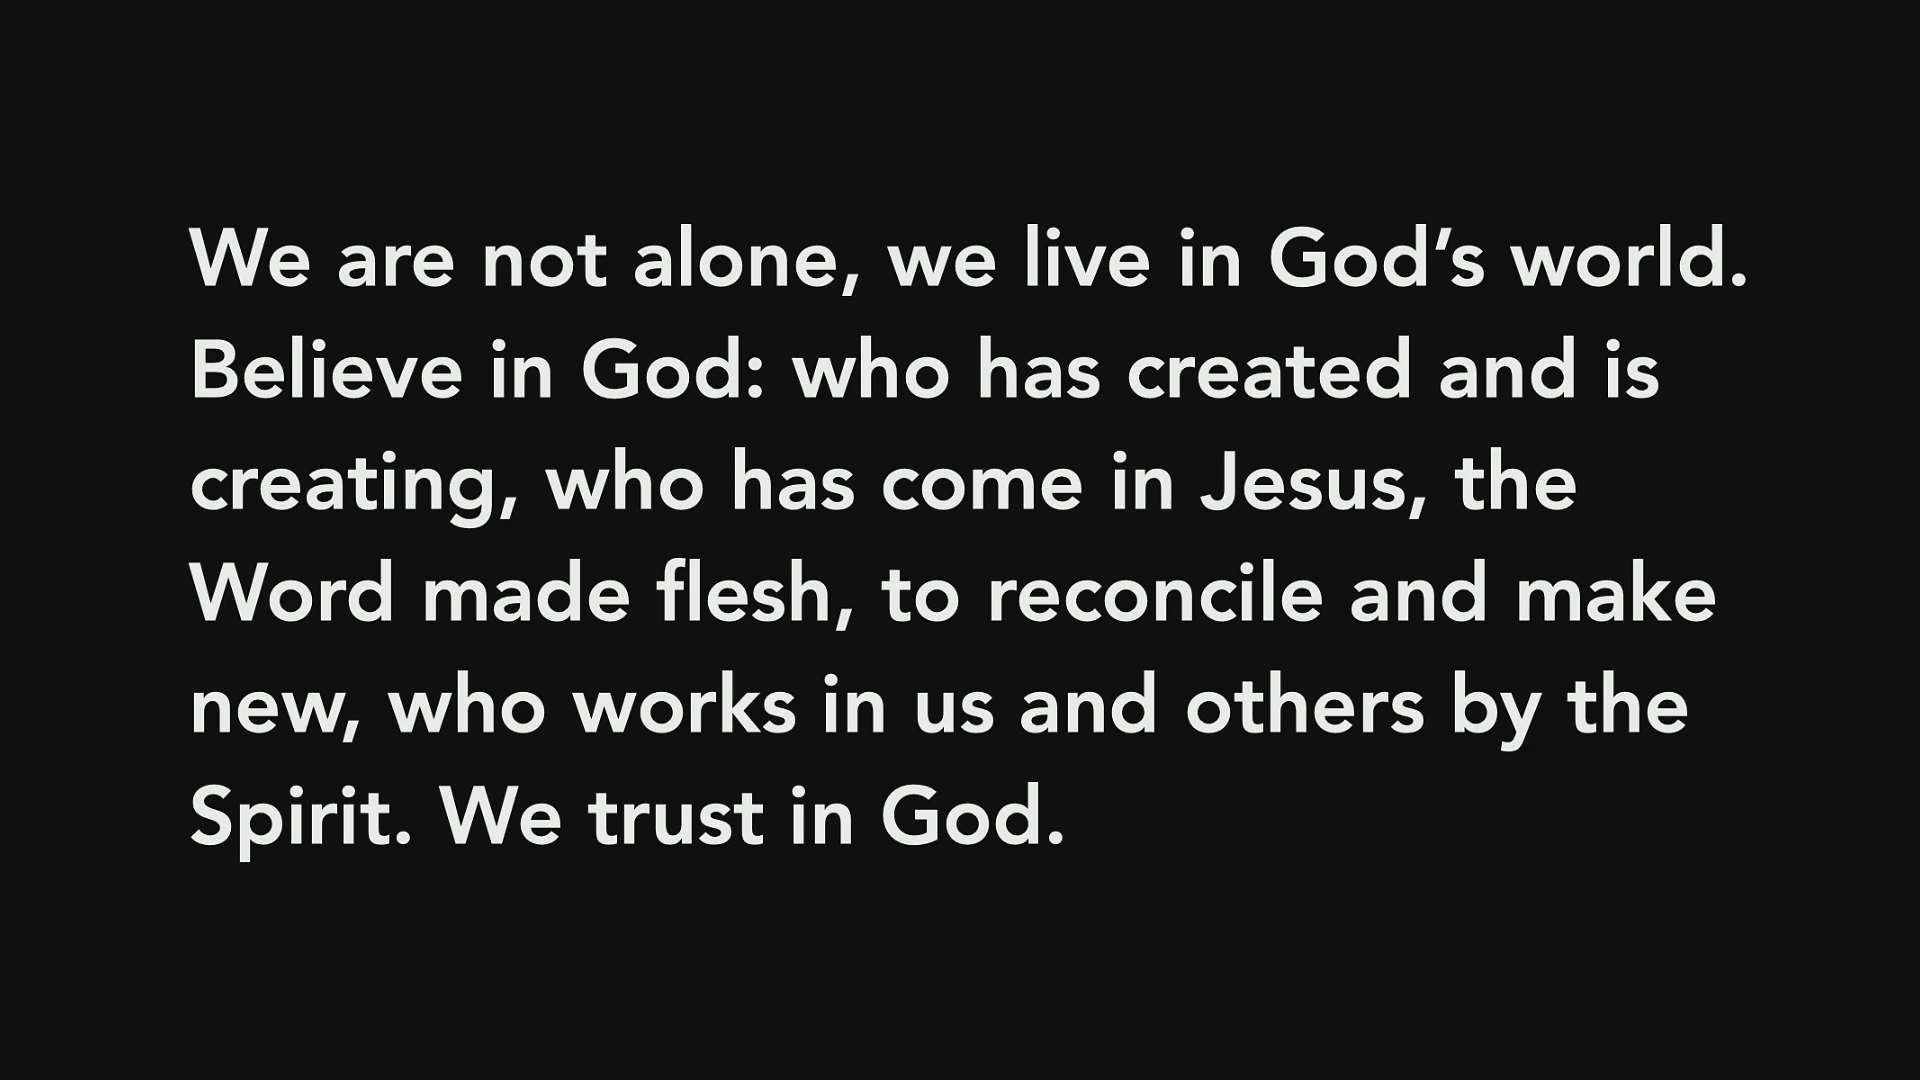 We are not alone, we live in God’s world.
Believe in God: who has created and is
creating, who has come in Jesus, the
Word made flesh, to reconcile and make
new, who works in us and others by the
Spirit. We trust in God.